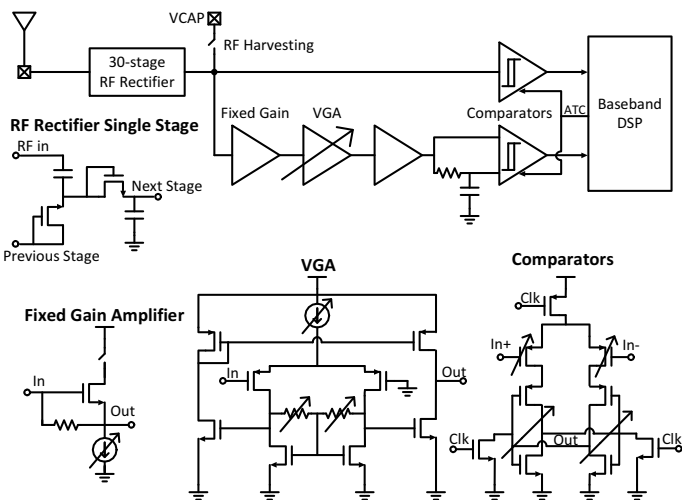 VCAP
RF Harvesting
30-stage
RF Rectifier
Fixed Gain
VGA
Comparators
ATC
Baseband
DSP
RF Rectifier Single Stage
RF in
Next Stage
Previous Stage
VGA
Comparators
Clk
Fixed Gain Amplifier
In+
In-
In
Out
In
Out
Clk
Out
Clk